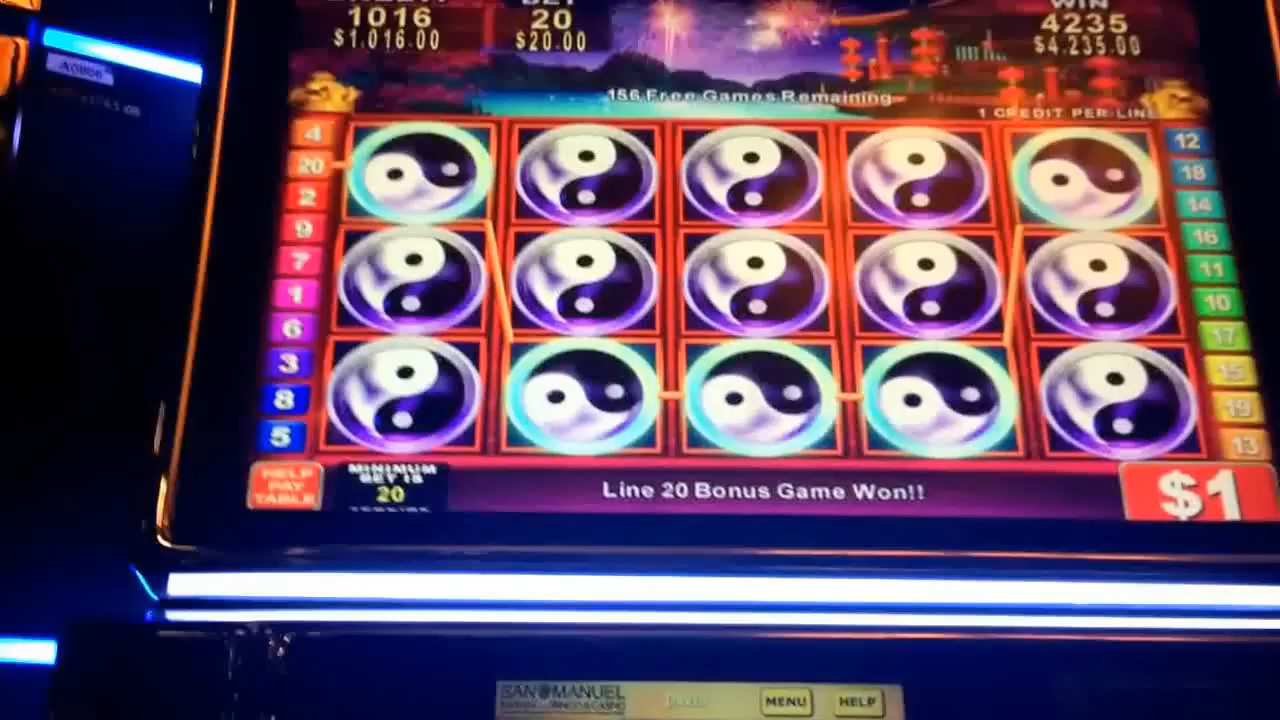 1016
BET
20
WIN
4235
$1,016.00
$20.00
$4,235.00
A0806
156 Free Games Remaining
1 CREDIT PER LINE
4
12
20
18
2
14
9
16
7
11
1
10
6
17
3
15
8
19
5
13
HELP
PAY
TABLE
MINIMUM
BET IS
20
Line 20 Bonus Game Won!!
$1
SAN MANUEL
MENU
HELP